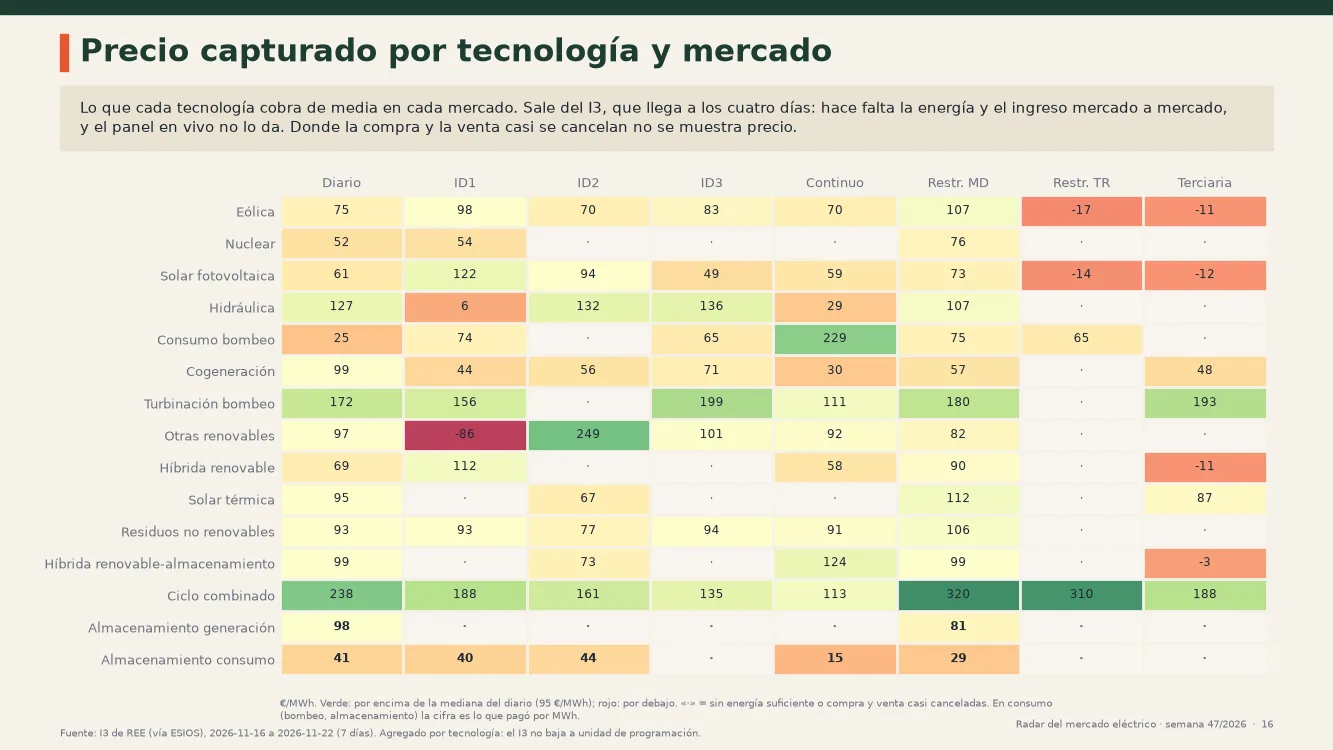 Precio capturado por tecnología y mercado
Lo que cada tecnología cobra de media en cada mercado. Sale del I3, que llega a los cuatro días: hace falta la energía y el ingreso mercado a mercado,
y el panel en vivo no lo da. Donde la compra y la venta casi se cancelan no se muestra precio.
Diario ID1 ID2 ID3 Continuo Restr. MD Restr. TR Terciaria
Eólica 75 98 70 83 70 107 -17 -11
Nuclear 52 54 · · · 76 · ·
Solar fotovoltaica 61 122 94 49 59 73 -14 -12
Hidráulica 127 6 132 136 29 107 · ·
Consumo bombeo 25 74 · 65 229 75 65 ·
Cogeneración 99 44 56 71 30 57 · 48
Turbinación bombeo 172 156 · 199 111 180 · 193
Otras renovables 97 -86 249 101 92 82 · ·
Híbrida renovable 69 112 · · 58 90 · -11
Solar térmica 95 · 67 · · 112 · 87
Residuos no renovables 93 93 77 94 91 106 · ·
Híbrida renovable-almacenamiento 99 · 73 · 124 99 · -3
Ciclo combinado 238 188 161 135 113 320 310 188
Almacenamiento generación 98 · · · · 81 · ·
Almacenamiento consumo 41 40 44 · 15 29 · ·
€/MWh. Verde: por encima de la mediana del diario (95 €/MWh); rojo: por debajo. «·» = sin energía suficiente o compra y venta casi canceladas. En consumo
(bombeo, almacenamiento) la cifra es lo que pagó por MWh.
Fuente: I3 de REE (vía ESIOS), 2026-11-16 a 2026-11-22 (7 días). Agregado por tecnología: el I3 no baja a unidad de programación.
Radar del mercado eléctrico · semana 47/2026 · 16